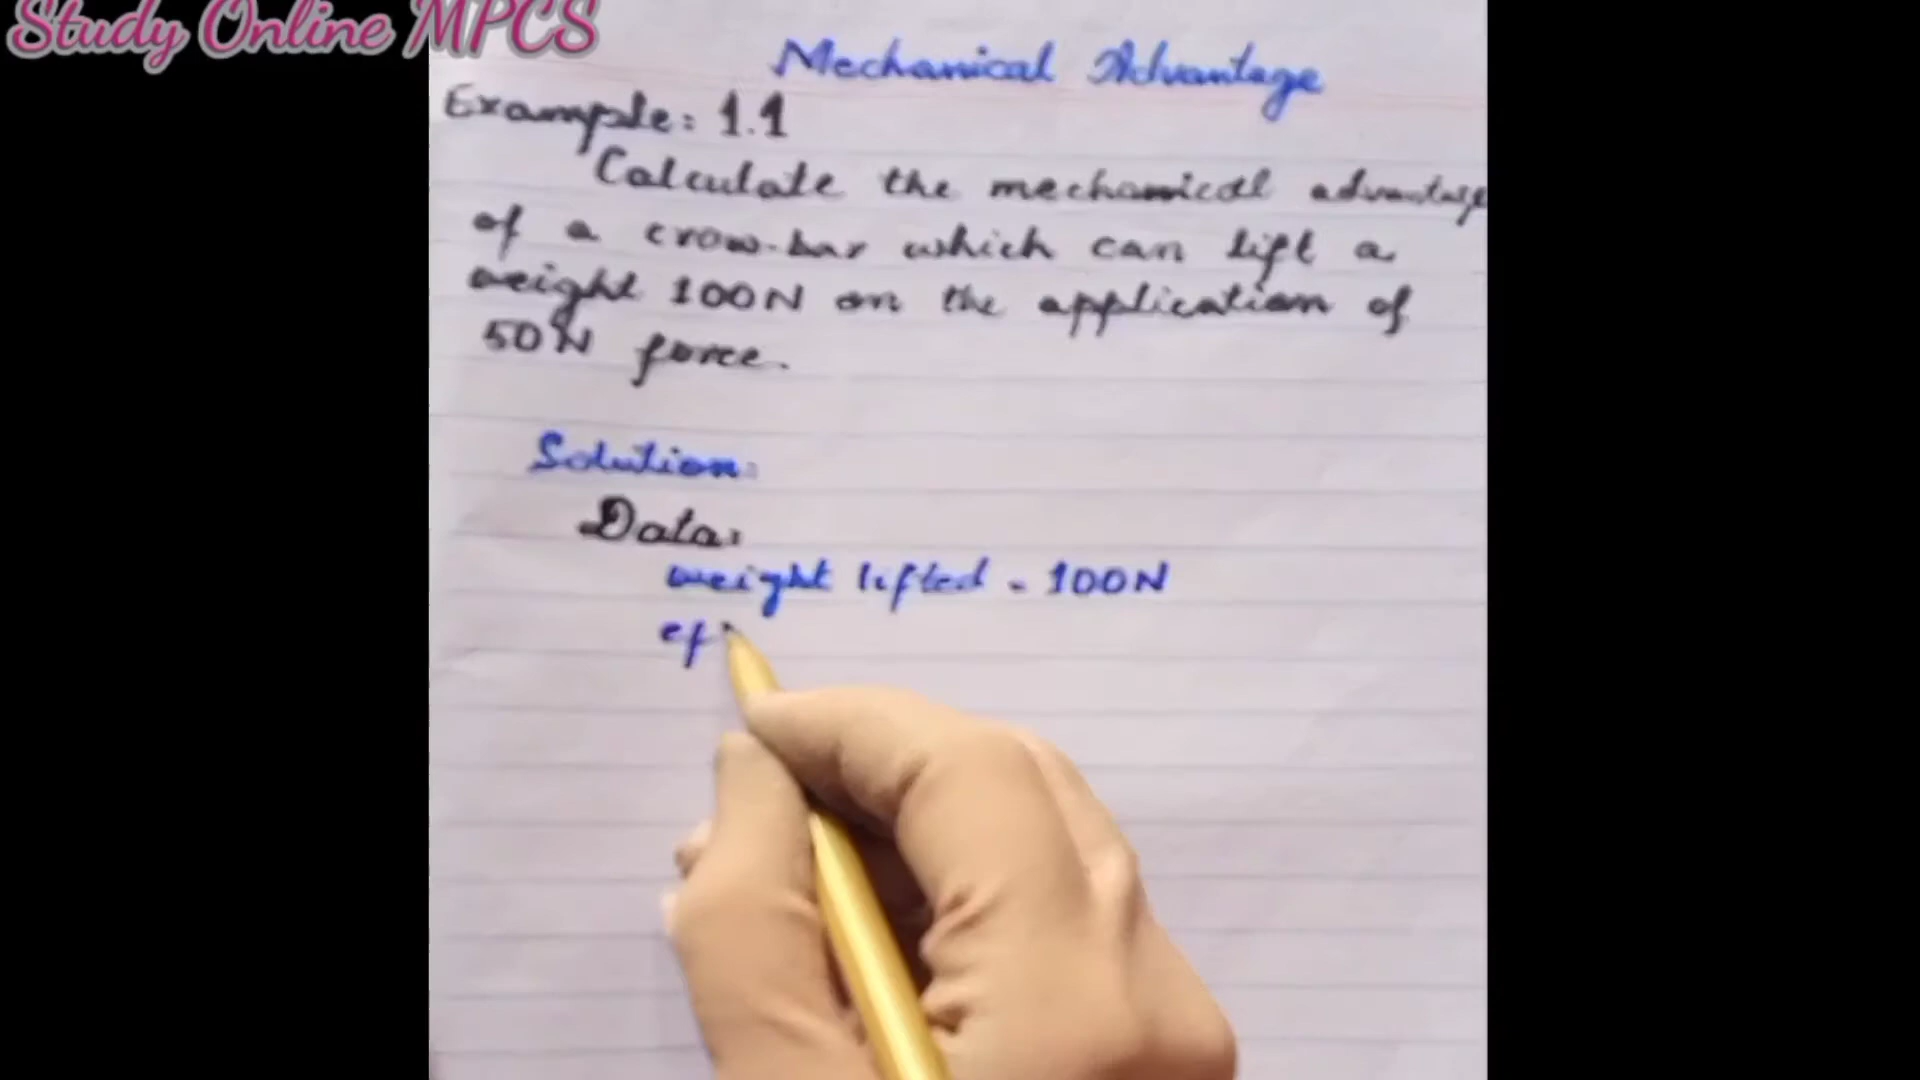 Study Online MPCS
Mechanical Advantage
Example: 1.1
Calculate the mechanical advantage
of a crow-bar which can lift a
weight 100N on the application of
50N force.
Solution:
Data:
weight lifted = 100N
ef